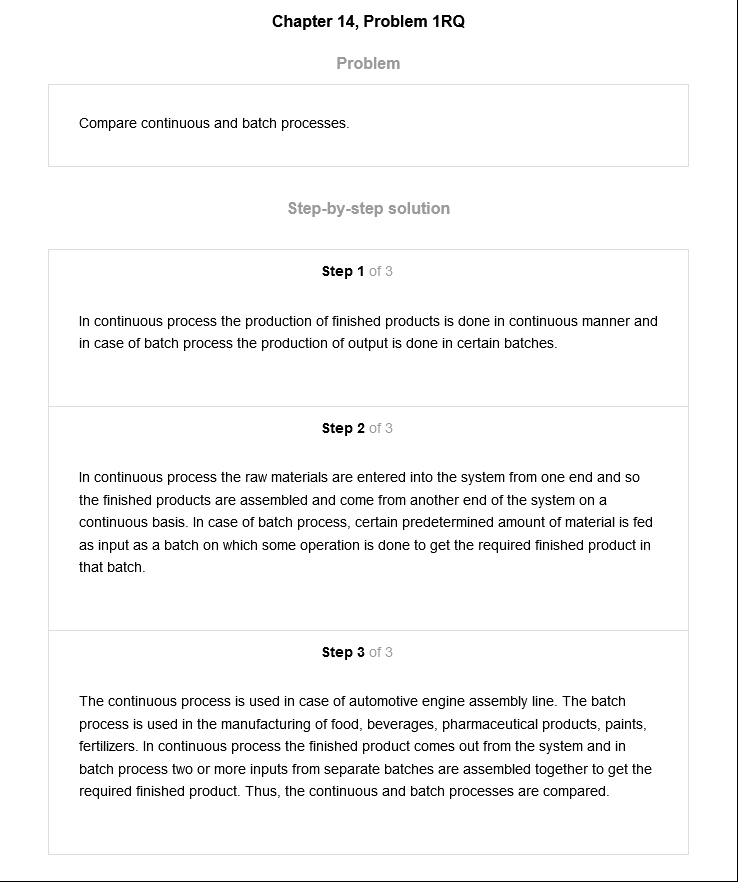 Chapter 14, Problem 1RQ
Problem
Compare continuous and batch processes.
Step-by-step solution
Step 1 of 3
In continuous process the production of finished products is done in continuous manner and
in case of batch process the production of output is done in certain batches.
Step 2 of 3
In continuous process the raw materials are entered into the system from one end and so
the finished products are assembled and come from another end of the system on a
continuous basis. In case of batch process, certain predetermined amount of material is fed
as input as a batch on which some operation is done to get the required finished product in
that batch.
Step 3 of 3
The continuous process is used in case of automotive engine assembly line. The batch
process is used in the manufacturing of food, beverages, pharmaceutical products, paints,
fertilizers. In continuous process the finished product comes out from the system and in
batch process two or more inputs from separate batches are assembled together to get the
required finished product. Thus, the continuous and batch processes are compared.